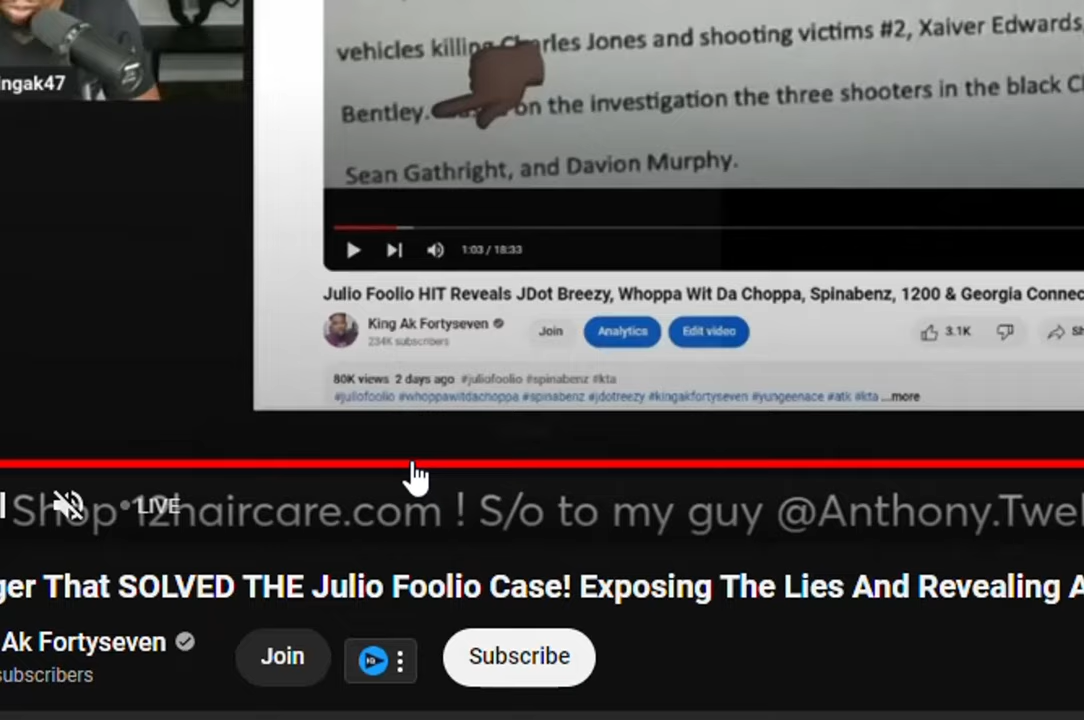 vehicles killing Charles Jones and shooting victims #2, Xaiver Edwards,
ngak47
Bentley. on the investigation the three shooters in the black
Sean Gathright, and Davion Murphy.
1:03 / 18:33
Julio Foolio HIT Reveals JDot Breezy, Whoppa Wit Da Choppa, Spinabenz, 1200 & Georgia Connec
King Ak Fortyseven
234K subscribers
Join
Analytics
Edit video
3.1K
Sh
80K views 2 days ago #juliofoolio #spinabenz #kta
#juliofoolio #whoppawitdachoppa #spinabenz #jdotreezy #kingakfortyseven #yungeenace #atk #kta ...more
LIVE
Shop 12haircare.com ! S/o to my guy @Anthony.Twel
ger That SOLVED THE Julio Foolio Case! Exposing The Lies And Revealing A
Ak Fortyseven
subscribers
Join
Subscribe